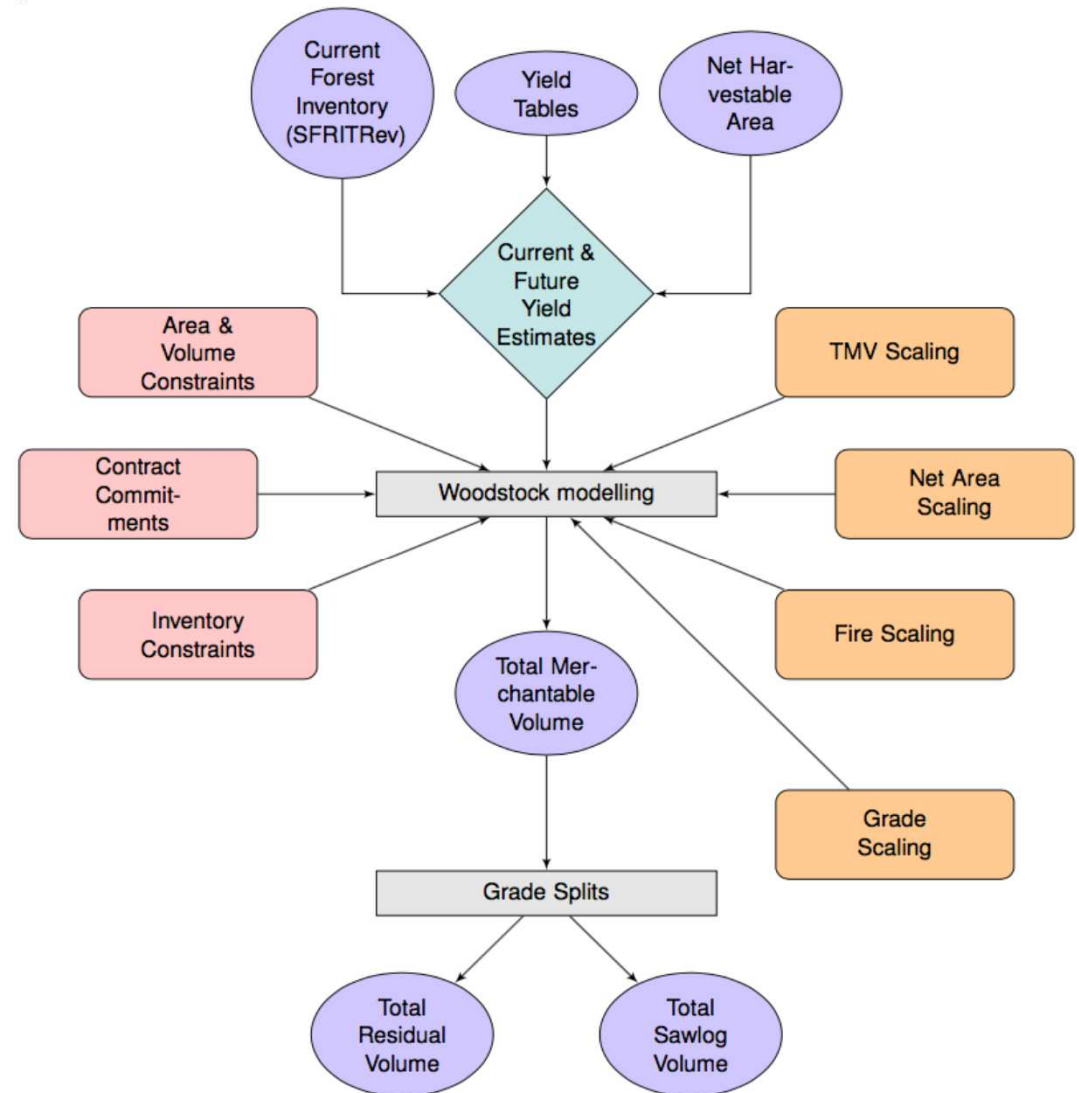 Current
Forest
Inventory
(SFRITRev)
Yield
Tables
Net Har-
vestable
Area
Current &
Future
Yield
Estimates
Area &
Volume
Constraints
TMV Scaling
Contract
Commit-
ments
Woodstock modelling
Net Area
Scaling
Inventory
Constraints
Fire Scaling
Total Mer-
chantable
Volume
Grade
Scaling
Grade Splits
Total
Residual
Volume
Total
Sawlog
Volume